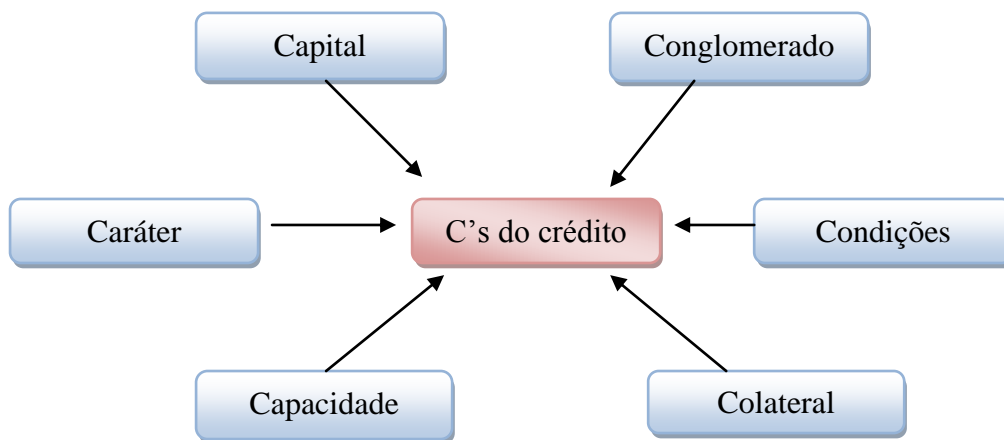 Capital
Conglomerado
Caráter
C’s do crédito
Condições
Capacidade
Colateral